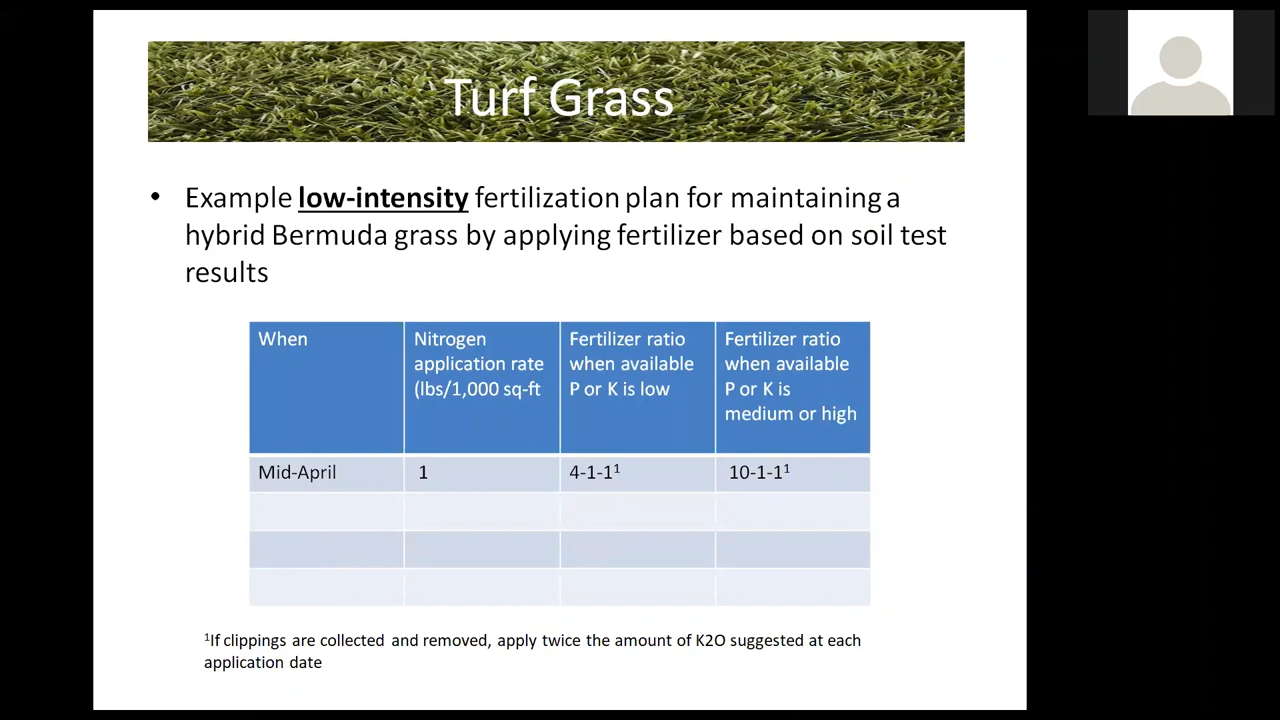 Turf Grass
• Example low-intensity fertilization plan for maintaining a
hybrid Bermuda grass by applying fertilizer based on soil test
results
When
Nitrogen
application rate
(lbs/1,000 sq-ft
Fertilizer ratio
when available
P or K is low
Fertilizer ratio
when available
P or K is
medium or high
Mid-April
1
4-1-1¹
10-1-1¹
¹If clippings are collected and removed, apply twice the amount of K2O suggested at each
application date